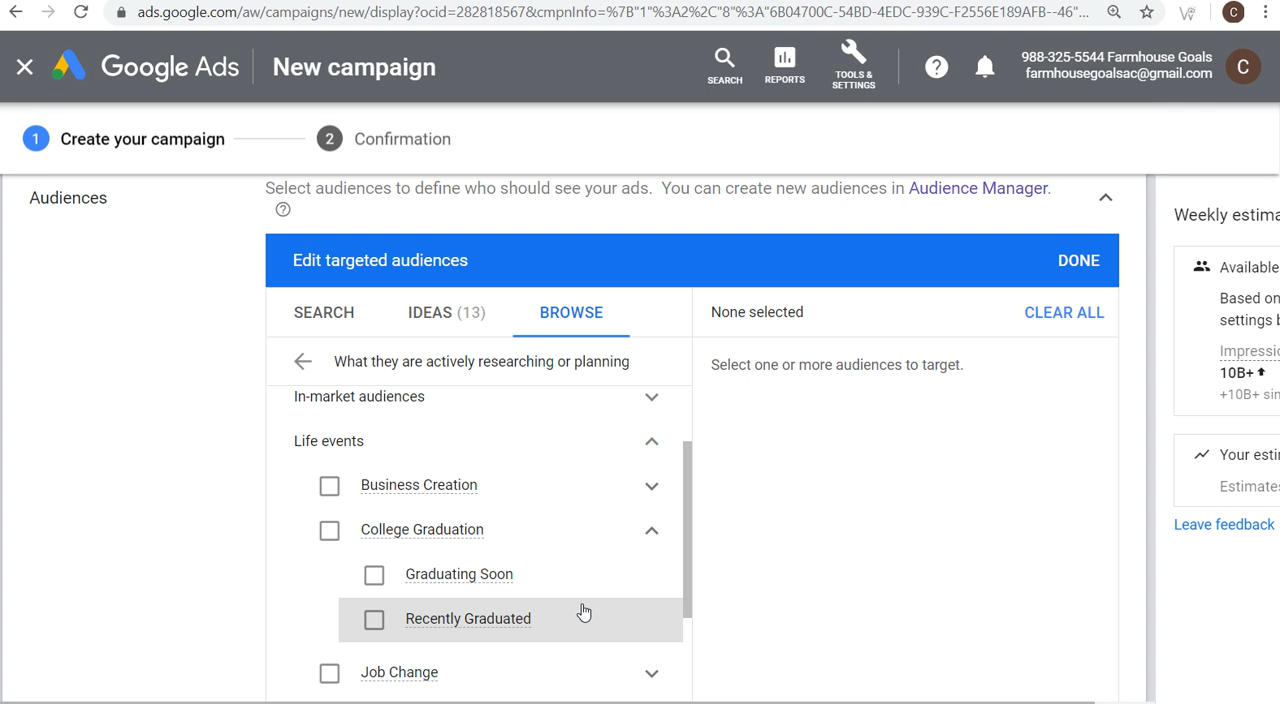 ads.google.com/aw/campaigns/new/display?ocid=282818567&cmpnInfo=%7B"1"%3A2%2C"8"%3A"6B04700C-54BD-4EDC-939C-F2556E189AFB--46"...
C
Google Ads
New campaign
SEARCH
REPORTS
TOOLS &
SETTINGS
988-325-5544 Farmhouse Goals
farmhousegoalsac@gmail.com
C
1 Create your campaign
2 Confirmation
Audiences
Select audiences to define who should see your ads. You can create new audiences in Audience Manager.
Weekly estima
Edit targeted audiences
DONE
Available
SEARCH
IDEAS (13)
BROWSE
None selected
CLEAR ALL
Based on
settings b
What they are actively researching or planning
Select one or more audiences to target.
Impressio
10B+
+10B+ sin
In-market audiences
Life events
Your esti
Business Creation
Estimates
College Graduation
Leave feedback
Graduating Soon
Recently Graduated
Job Change